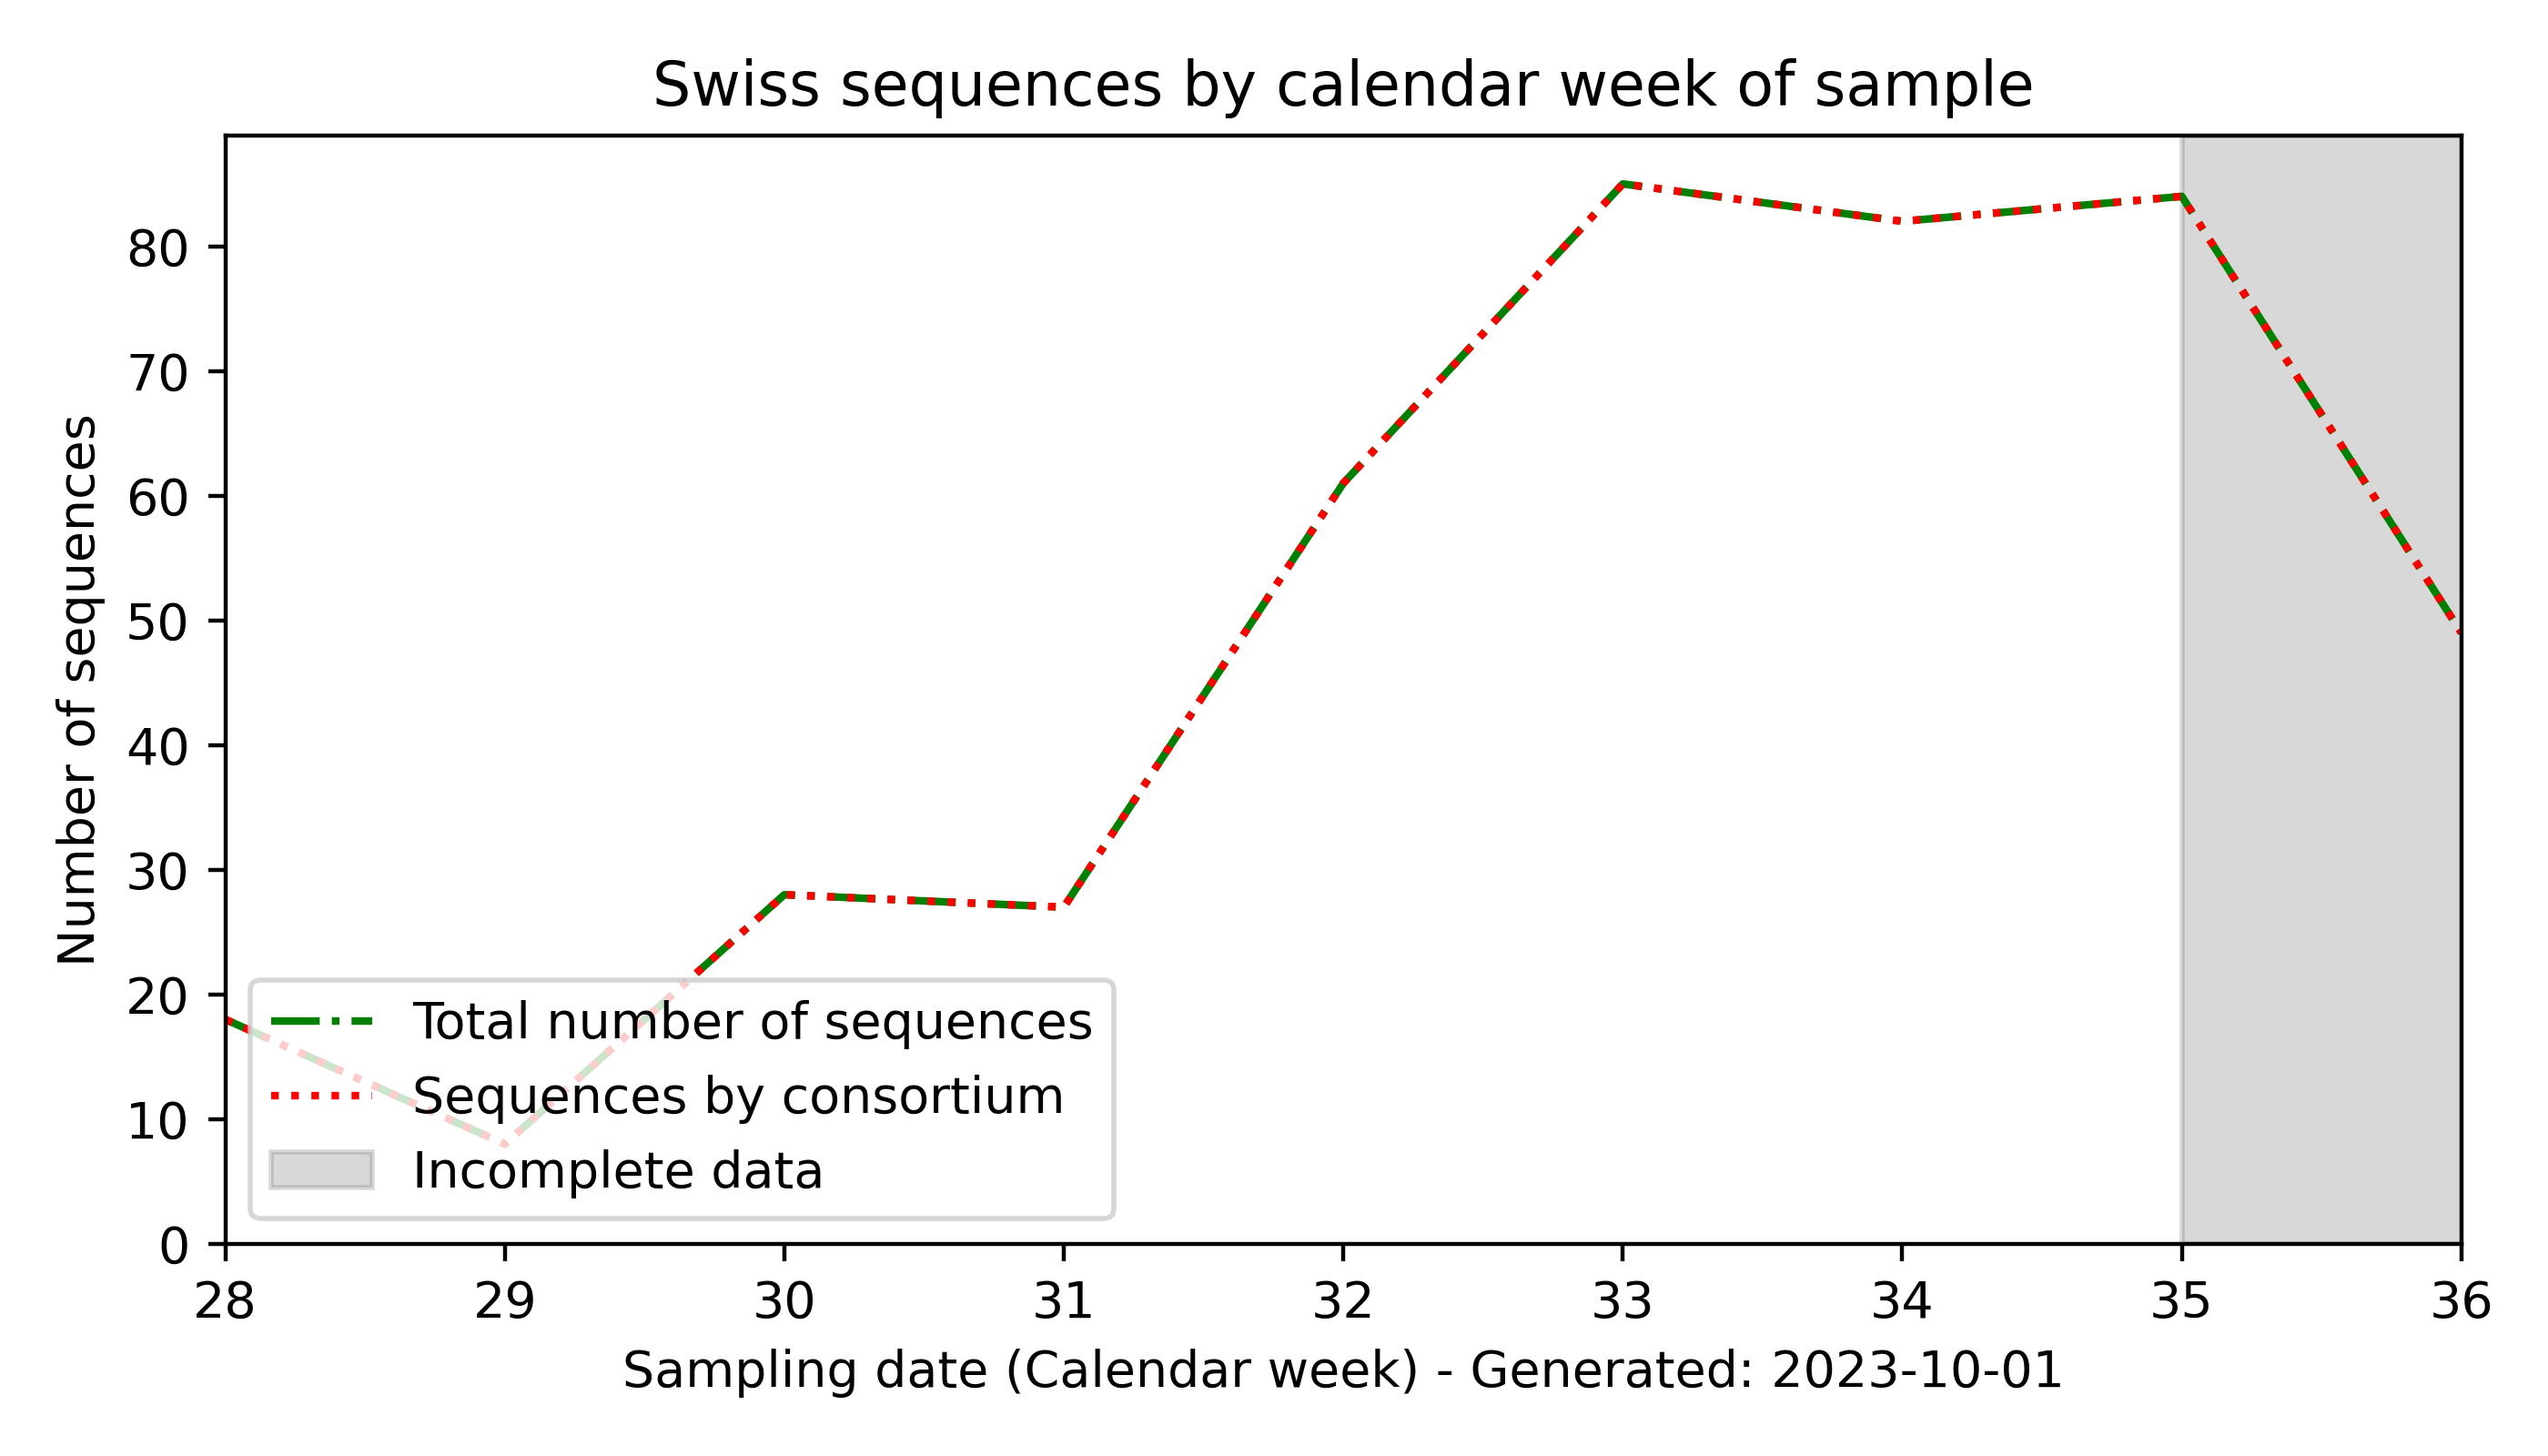 Swiss sequences by calendar week of sample
Number of sequences
80
70
60
50
40
30
20
10
0
Total number of sequences
Sequences by consortium
Incomplete data
28 29 30 31 32 33 34 35 36
Sampling date (Calendar week) - Generated: 2023-10-01